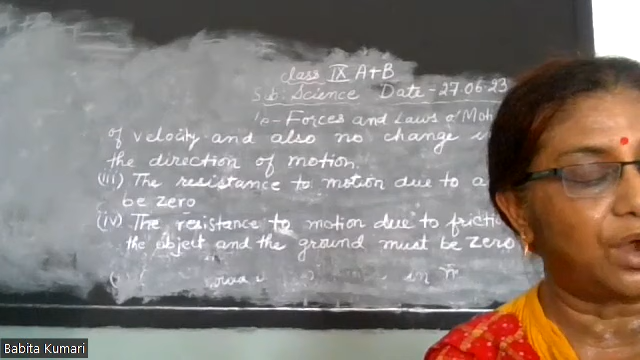 Class IX A+B
Sub: Science Date - 27.06.23
Forces and Laws of Moti
of velocity and also no change i
the direction of motion.
(iii) The resistance to motion due to a
be zero
(iv) The resistance to motion due to fricti
the object and the ground must be zero
in
Babita Kumari